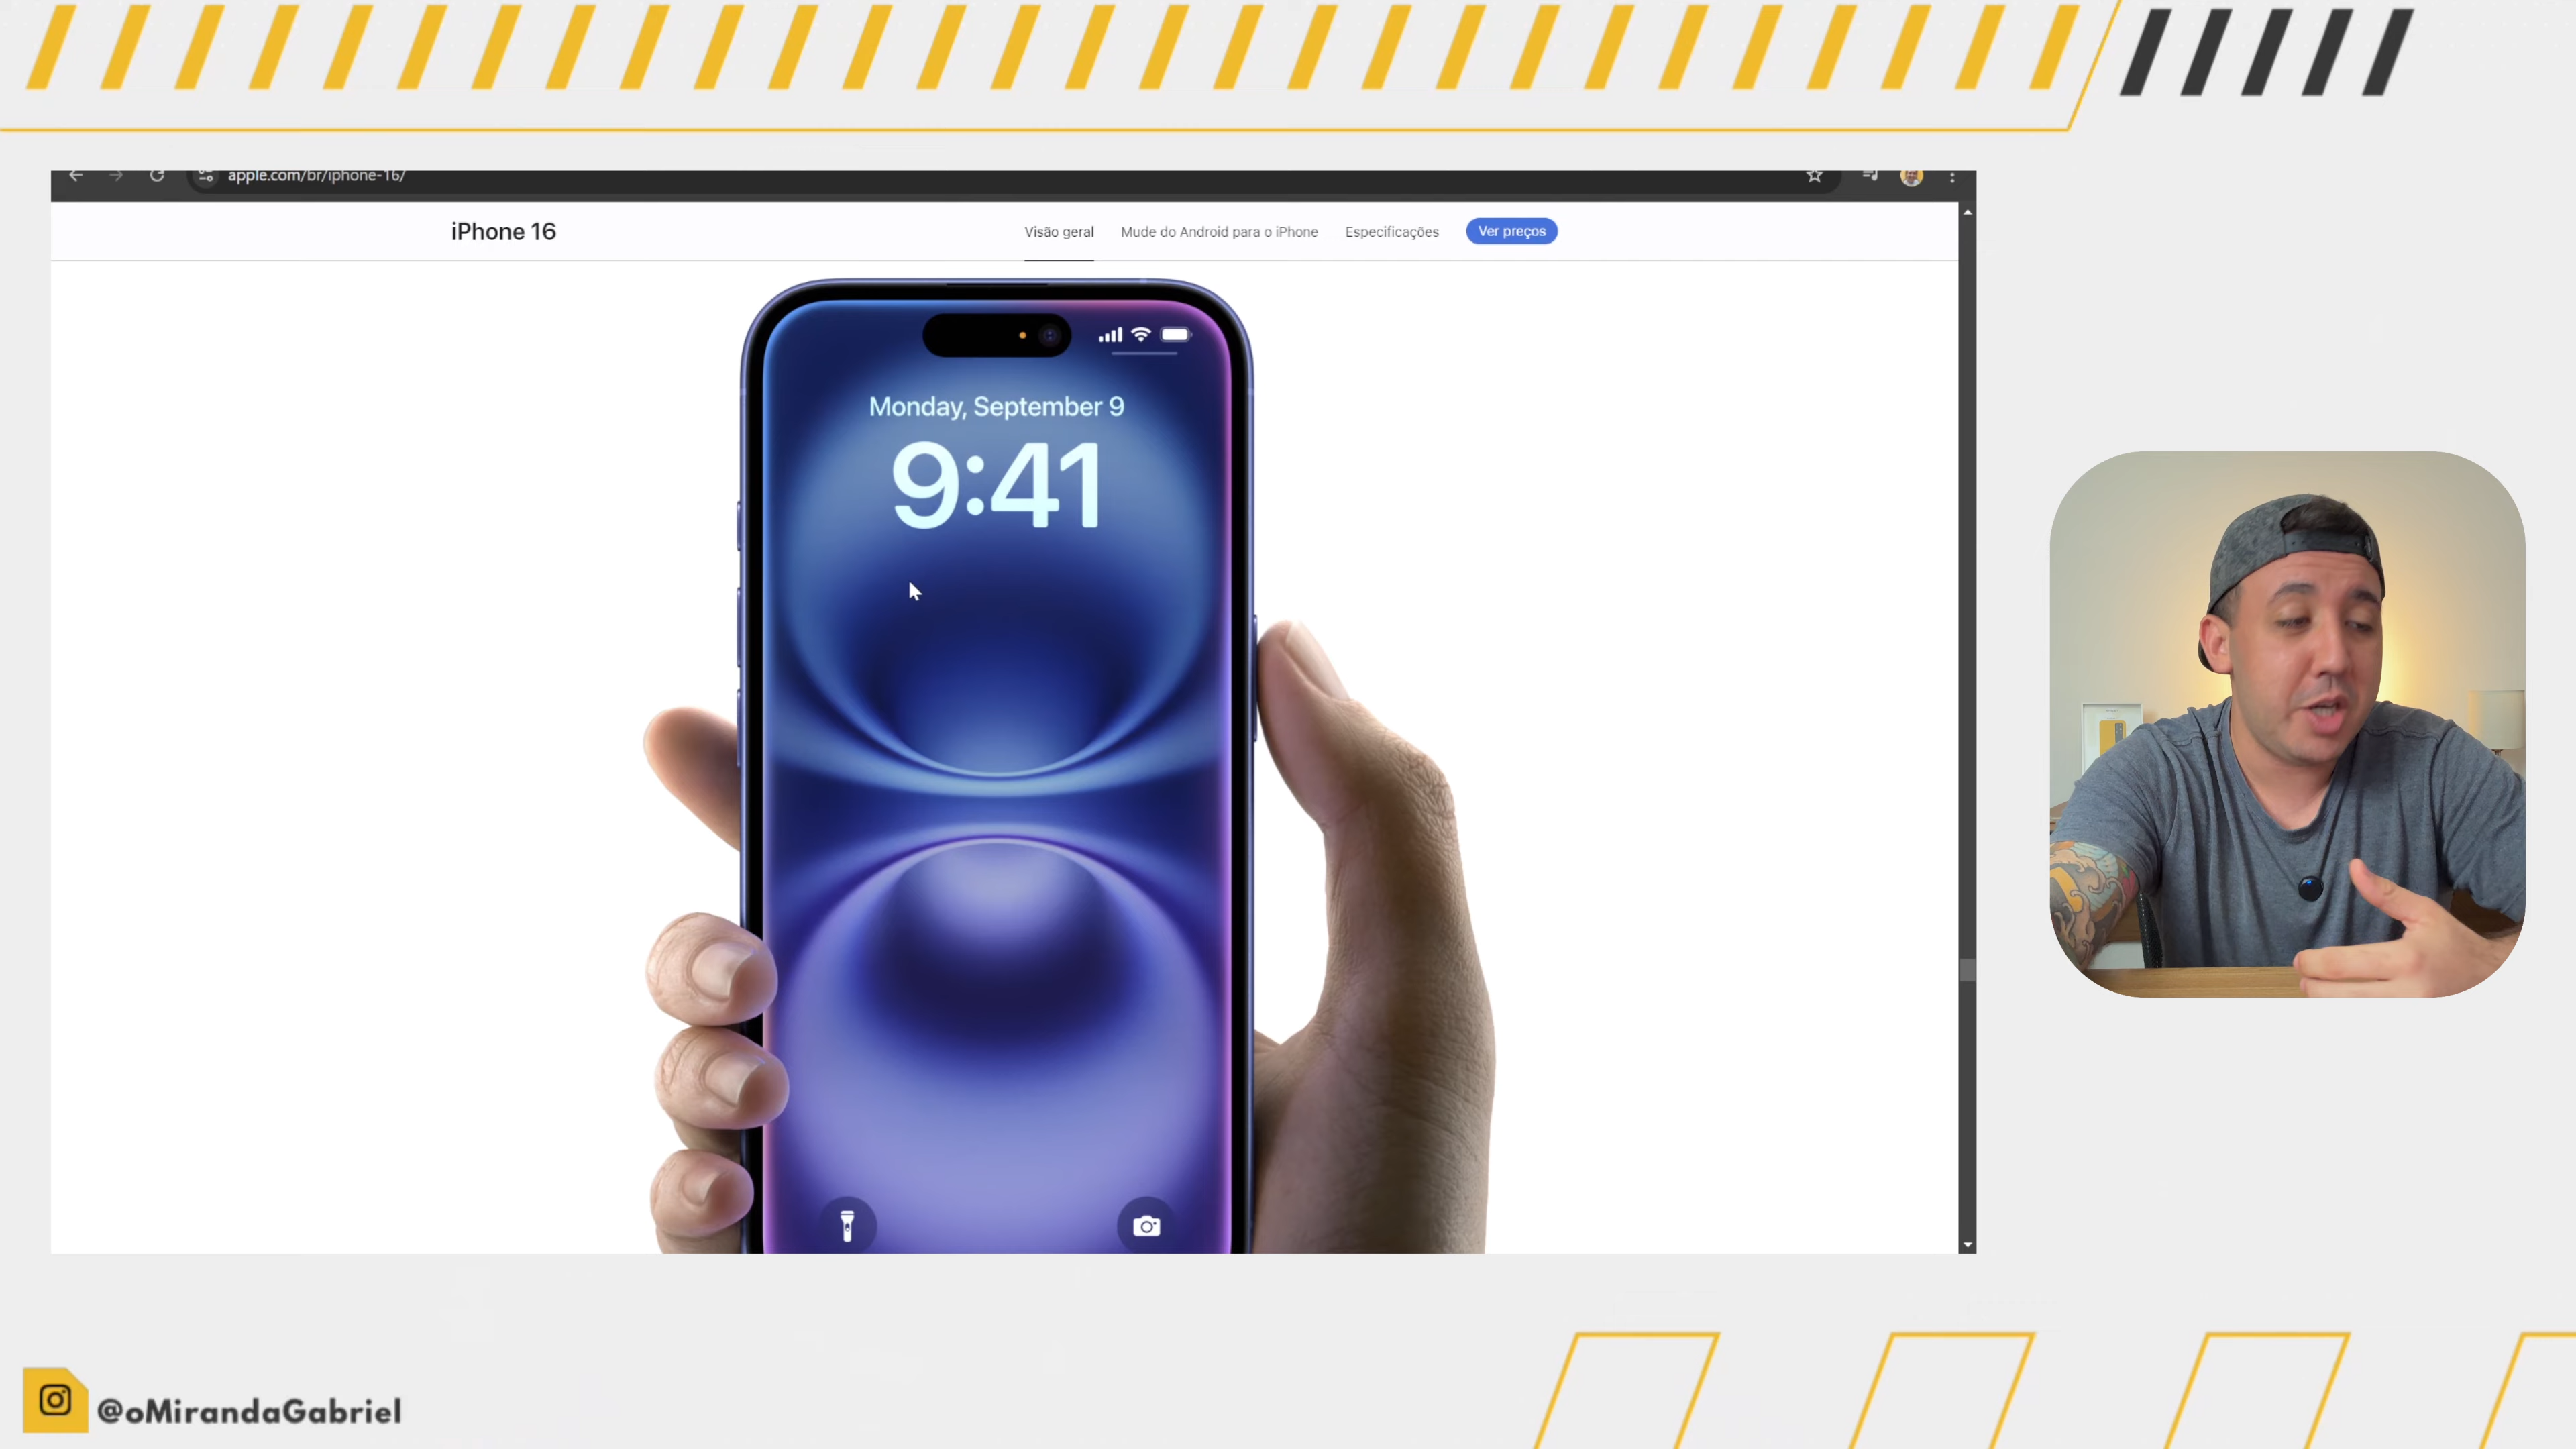 apple.com/br/iphone-16/
iPhone 16
Visão geral
Mude do Android para o iPhone
Especificações
Ver preços
Monday, September 9
9:41
@oMirandaGabriel